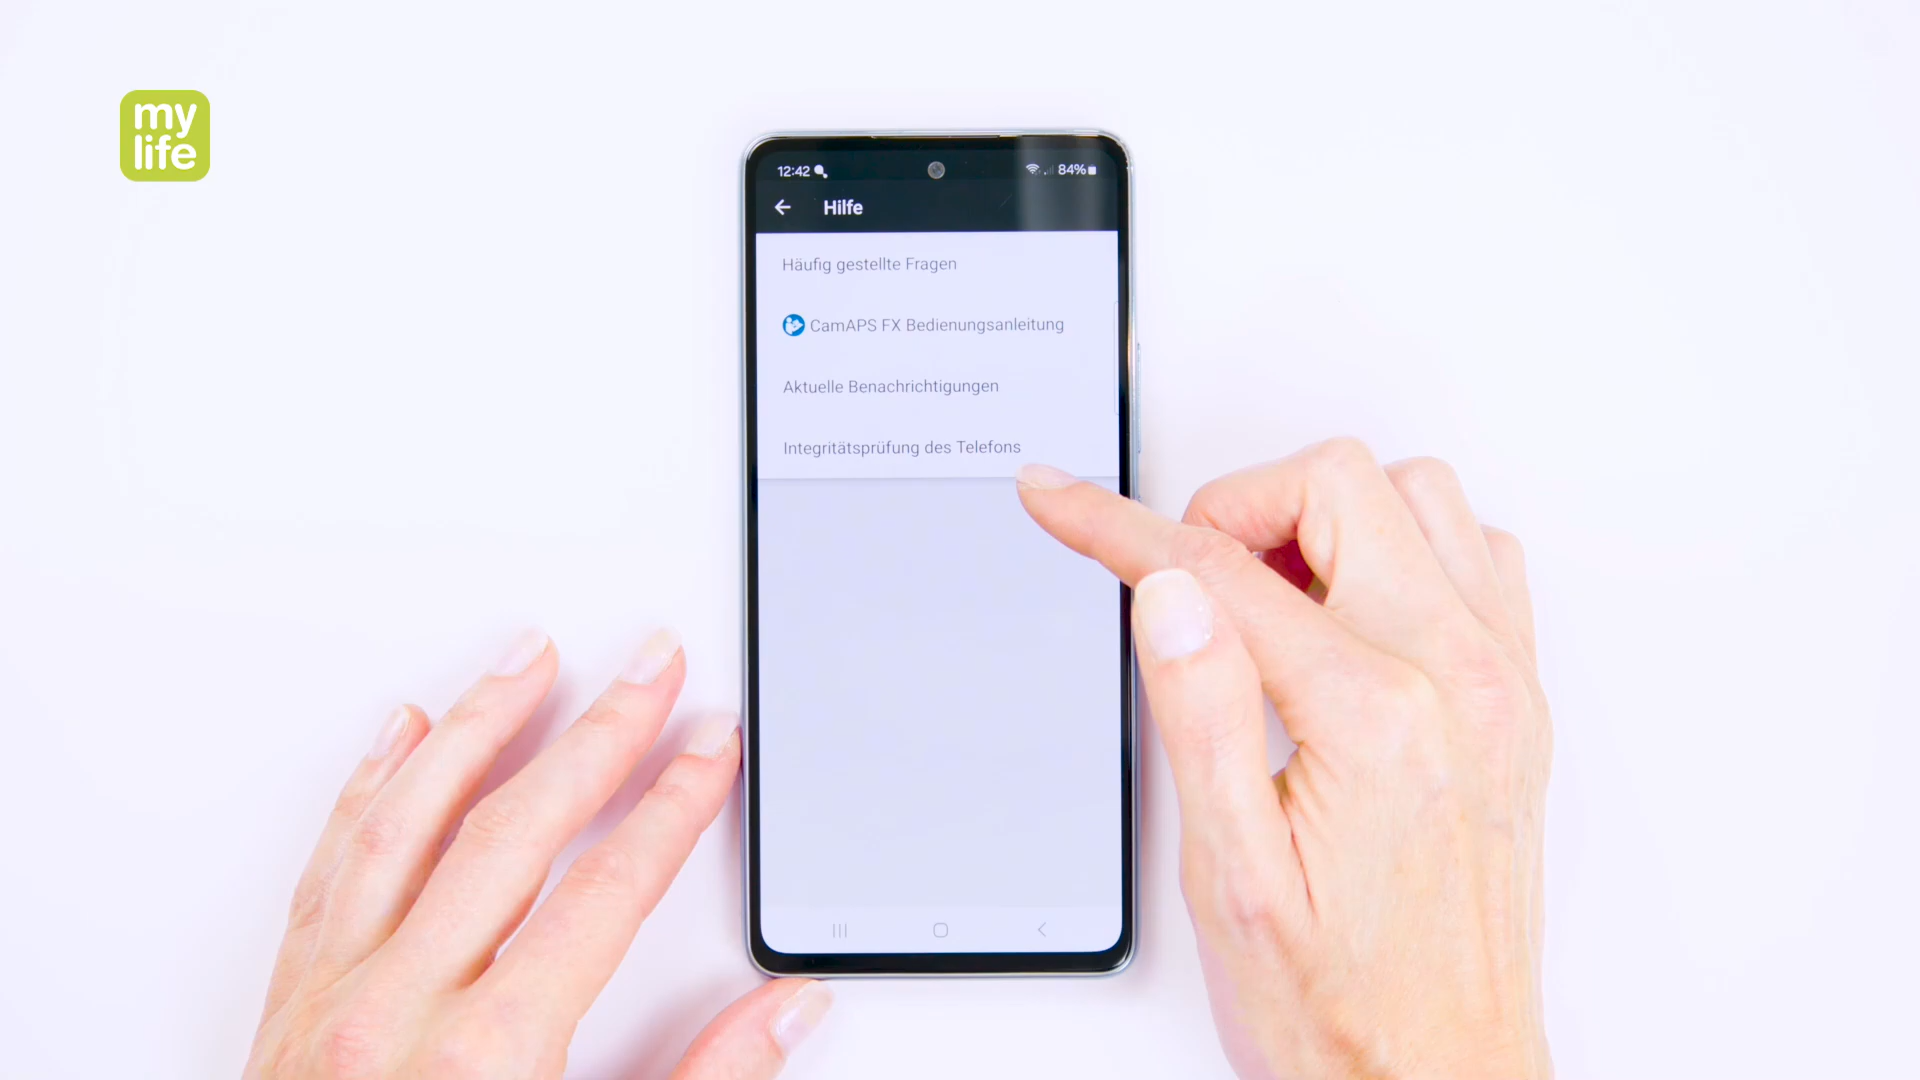 my
life
12:42
84%
Hilfe
Häufig gestellte Fragen
CamAPS FX Bedienungsanleitung
Aktuelle Benachrichtigungen
Integritätsprüfung des Telefons